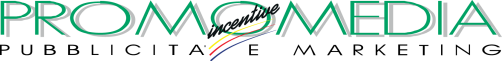 PROMOMEDIA
incentive
PUBBLICITA' E MARKETING